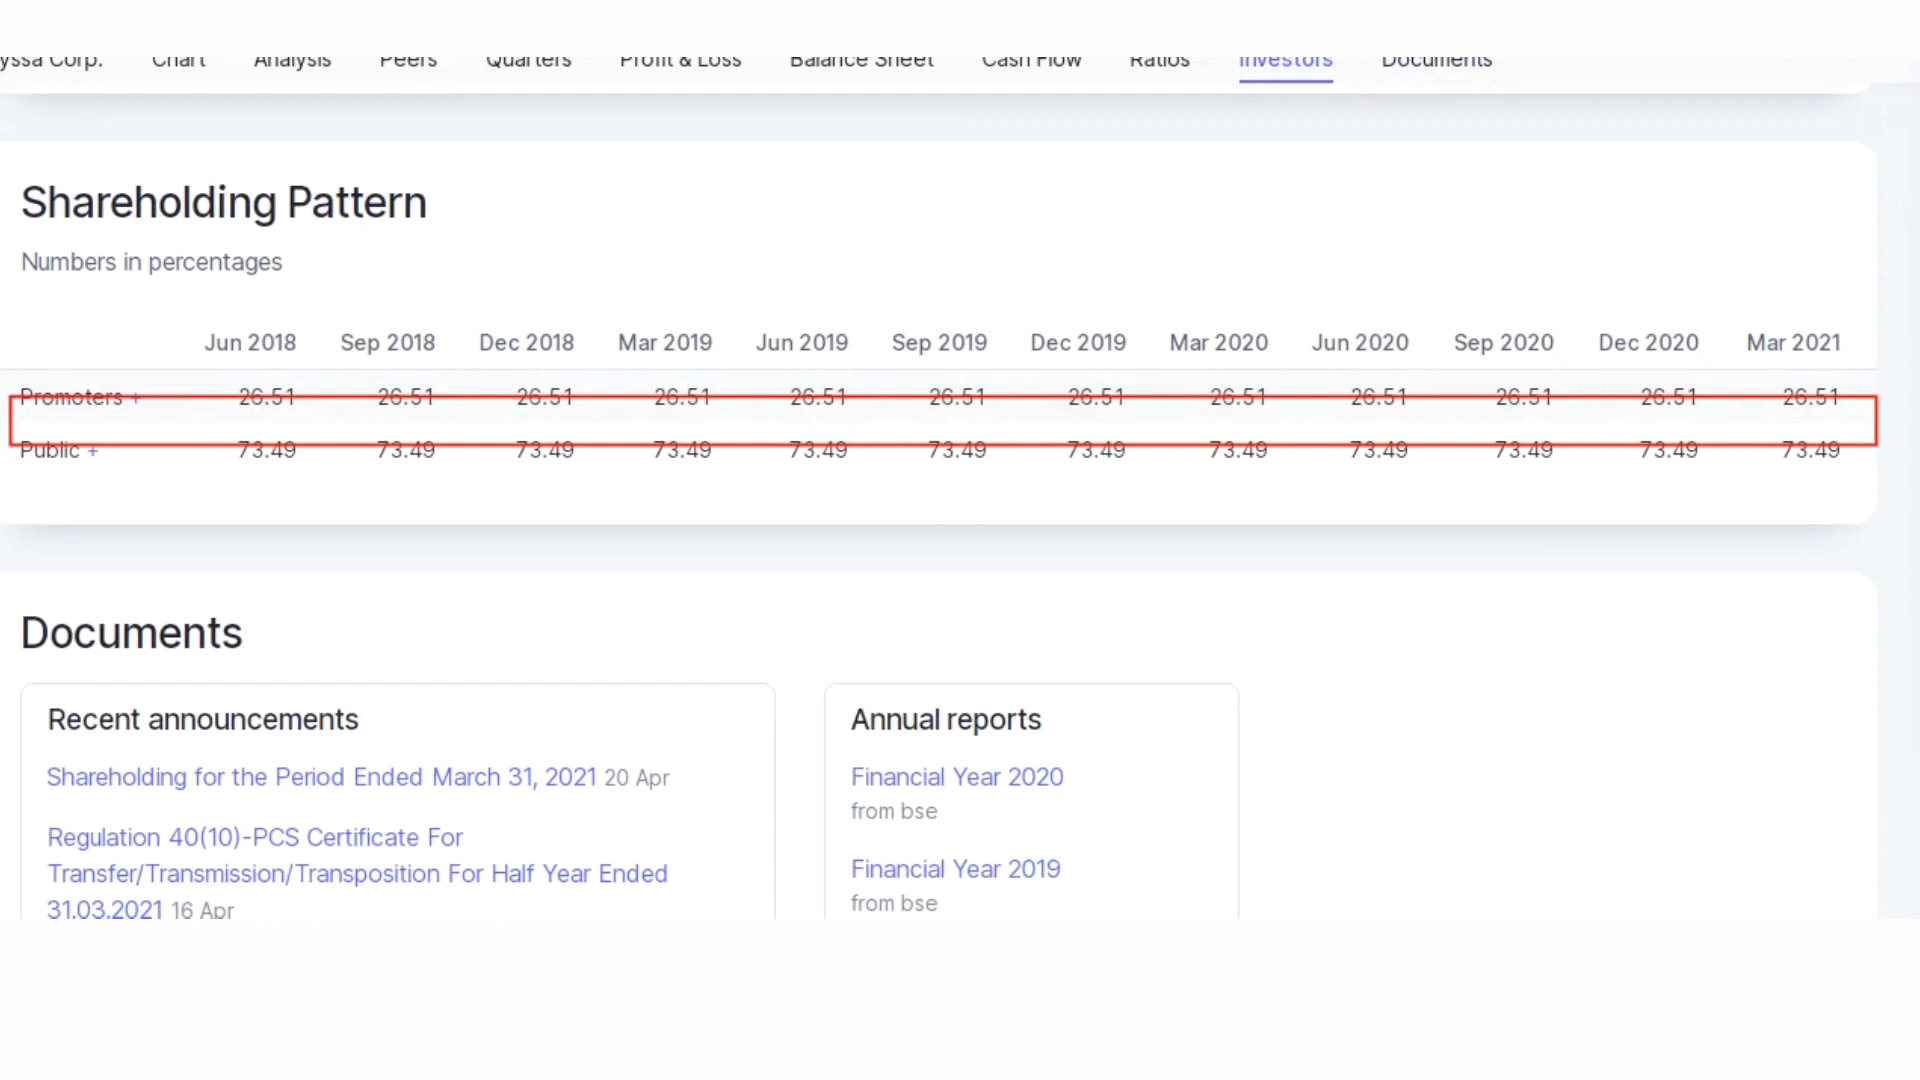 yssa Corp. Chart Analysis Peers Quarters Profit & Loss Balance Sheet Cash Flow Ratios Investors Documents
Shareholding Pattern
Numbers in percentages
Jun 2018 Sep 2018 Dec 2018 Mar 2019 Jun 2019 Sep 2019 Dec 2019 Mar 2020 Jun 2020 Sep 2020 Dec 2020 Mar 2021
Promoters + 26.51 26.51 26.51 26.51 26.51 26.51 26.51 26.51 26.51 26.51 26.51 26.51
Public + 73.49 73.49 73.49 73.49 73.49 73.49 73.49 73.49 73.49 73.49 73.49 73.49
Documents
Recent announcements
Shareholding for the Period Ended March 31, 2021 20 Apr
Regulation 40(10)-PCS Certificate For
Transfer/Transmission/Transposition For Half Year Ended
31.03.2021 16 Apr
Annual reports
Financial Year 2020
from bse
Financial Year 2019
from bse